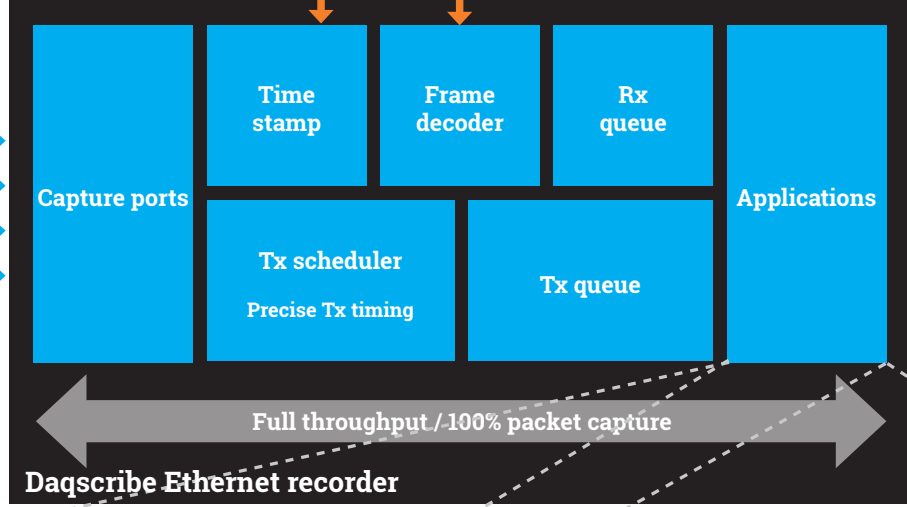 Time
stamp
Frame
decoder
Rx
queue
Capture ports
Applications
Tx scheduler
Precise Tx timing
Tx queue
Full throughput / 100% packet capture
Daqscribe Ethernet recorder